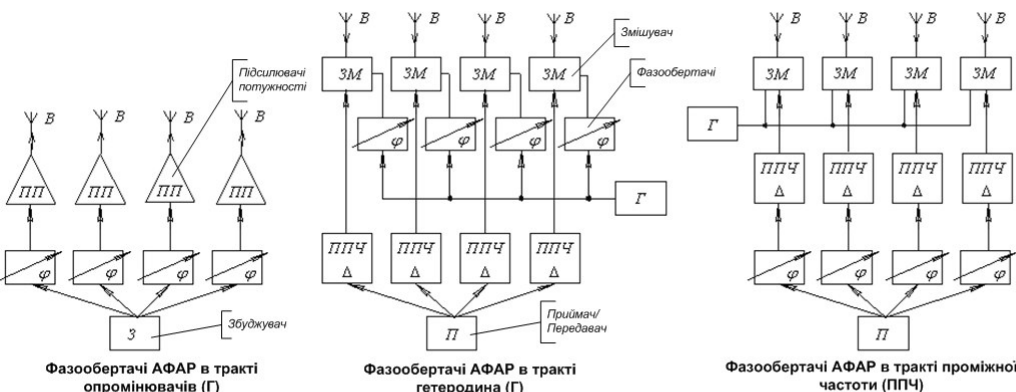 В В В В
Підсилювачі
потужності
ПП ПП ПП ПП
φ φ φ φ
З
Збуджувач
Фазообертачі АФАР в тракті
опромінювачів (Г)
В В В В
Змішувач
ЗМ ЗМ ЗМ ЗМ
Фазообертачі
φ φ φ φ
Г
ППЧ ППЧ ППЧ ППЧ
Δ Δ Δ Δ
П
Приймач/
Передавач
Фазообертачі АФАР в тракті
гетеродина (Г)
В В В В
ЗМ ЗМ ЗМ ЗМ
Г
ППЧ ППЧ ППЧ ППЧ
Δ Δ Δ Δ
φ φ φ φ
П
Фазообертачі АФАР в тракті проміжної
частоти (ППЧ)